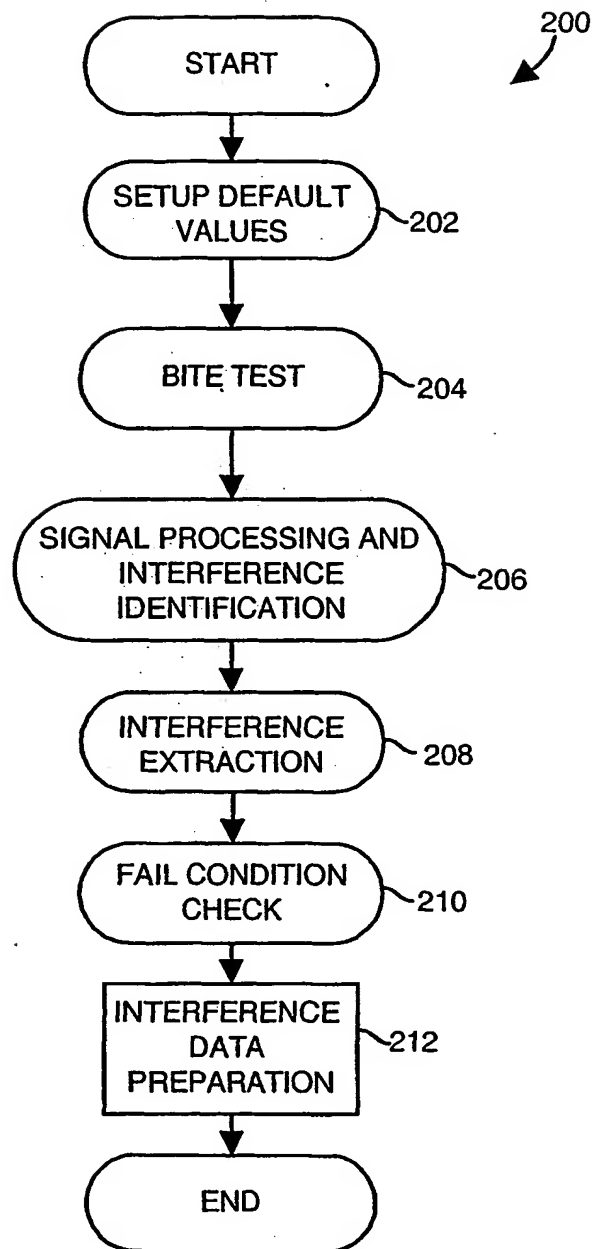 200
START
SETUP DEFAULT
VALUES
202
BITE TEST
204
SIGNAL PROCESSING AND
INTERFERENCE
IDENTIFICATION
206
INTERFERENCE
EXTRACTION
208
FAIL CONDITION
CHECK
210
INTERFERENCE
DATA
PREPARATION
212
END